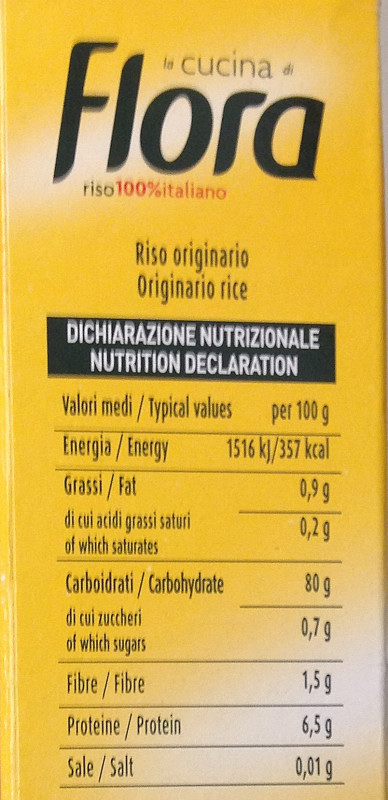 la cucina di
Flora
riso100%italiano
Riso originario
Originario rice
DICHIARAZIONE NUTRIZIONALE
NUTRITION DECLARATION
Valori medi / Typical values per 100 g
Energia / Energy 1516 kJ/357 kcal
Grassi / Fat 0,9 g
di cui acidi grassi saturi
of which saturates 0,2 g
Carboidrati / Carbohydrate 80 g
di cui zuccheri
of which sugars 0,7 g
Fibre / Fibre 1,5 g
Proteine / Protein 6,5 g
Sale / Salt 0,01 g